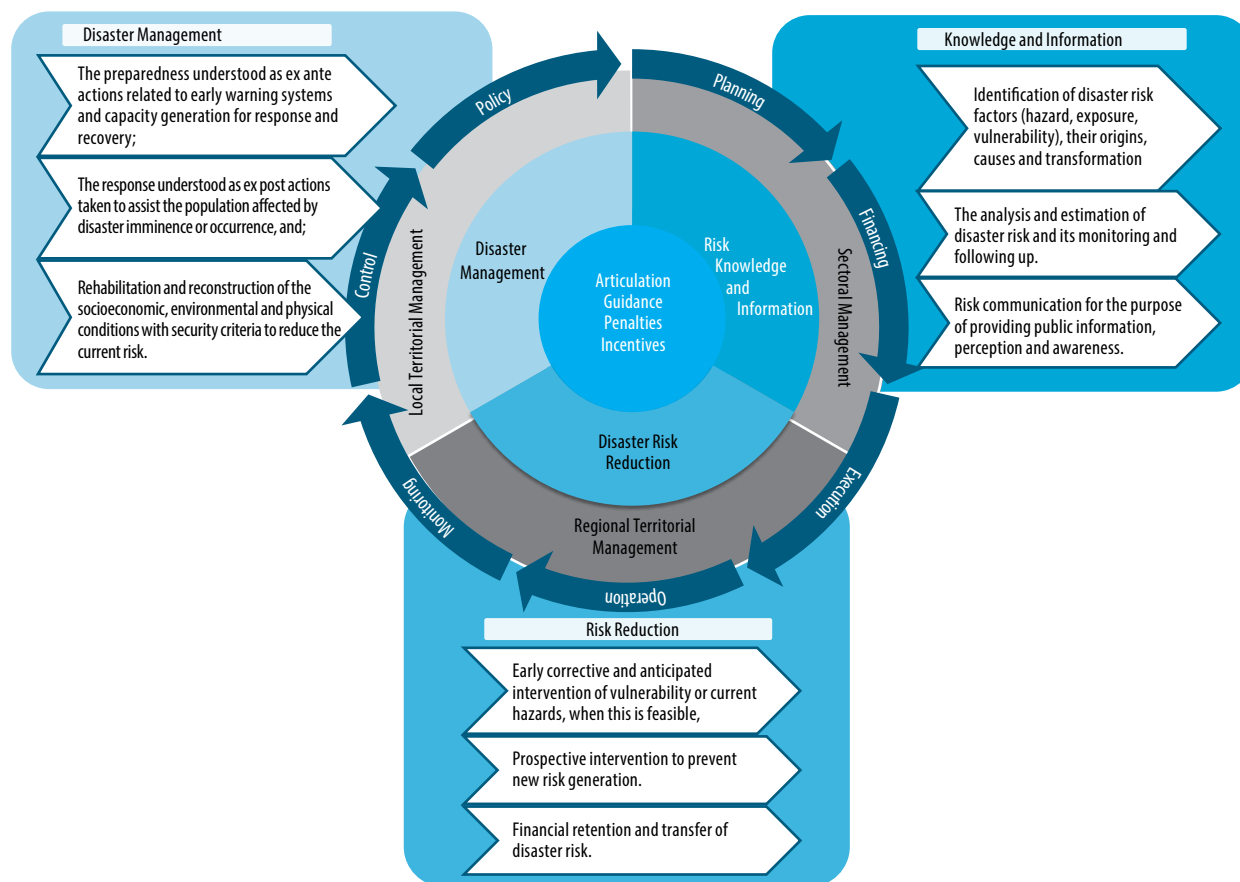 Disaster Management
The preparedness understood as ex ante
actions related to early warning systems
and capacity generation for response and
recovery;
The response understood as ex post actions
taken to assist the population affected by
disaster imminence or occurrence, and;
Rehabilitation and reconstruction of the
socioeconomic, environmental and physical
conditions with security criteria to reduce the
current risk.
Policy
Planning
Financing
Execution
Operation
Monitoring
Control
Local Territorial Management
Sectoral Management
Regional Territorial
Management
Disaster
Management
Risk
Knowledge
and
Information
Disaster Risk
Reduction
Articulation
Guidance
Penalties
Incentives
Knowledge and Information
Identification of disaster risk
factors (hazard, exposure,
vulnerability), their origins,
causes and transformation
The analysis and estimation of
disaster risk and its monitoring and
following up.
Risk communication for the purpose
of providing public information,
perception and awareness.
Risk Reduction
Early corrective and anticipated
intervention of vulnerability or current
hazards, when this is feasible,
Prospective intervention to prevent
new risk generation.
Financial retention and transfer of
disaster risk.